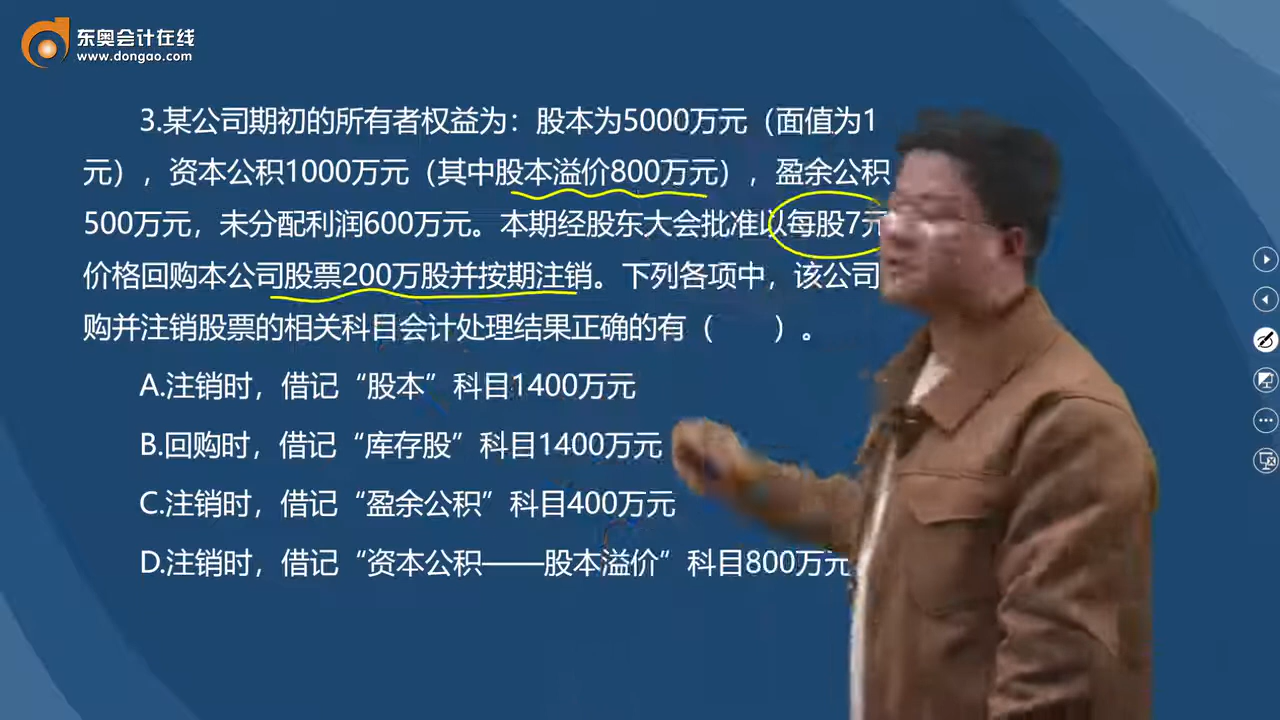 东奥会计在线
www.dongao.com
3.某公司期初的所有者权益为：股本为5000万元（面值为1
元），资本公积1000万元（其中股本溢价800万元），盈余公积
500万元，未分配利润600万元。本期经股东大会批准以每股7元
价格回购本公司股票200万股并按期注销。下列各项中，该公司
购并注销股票的相关科目会计处理结果正确的有（　　）。
A.注销时，借记“股本”科目1400万元
B.回购时，借记“库存股”科目1400万元
C.注销时，借记“盈余公积”科目400万元
D.注销时，借记“资本公积——股本溢价”科目800万元